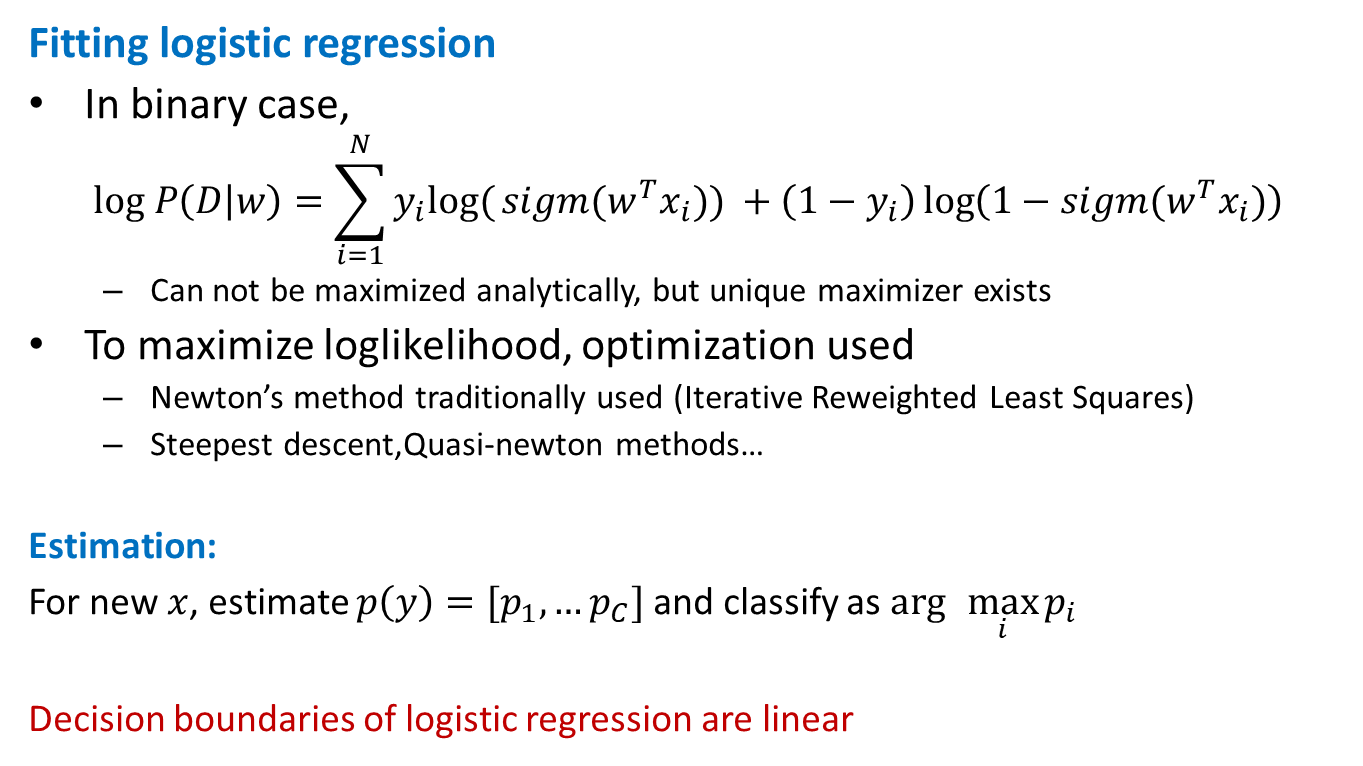 Fitting logistic regression
• In binary case,
log P(D|w) = ∑_{i=1}^{N} y_i log( sigm(w^T x_i)) + (1 − y_i) log(1 − sigm(w^T x_i))
– Can not be maximized analytically, but unique maximizer exists
• To maximize loglikelihood, optimization used
– Newton’s method traditionally used (Iterative Reweighted Least Squares)
– Steepest descent,Quasi-newton methods…
Estimation:
For new x, estimate p(y) = [p_1, … p_C] and classify as arg max_i p_i
Decision boundaries of logistic regression are linear